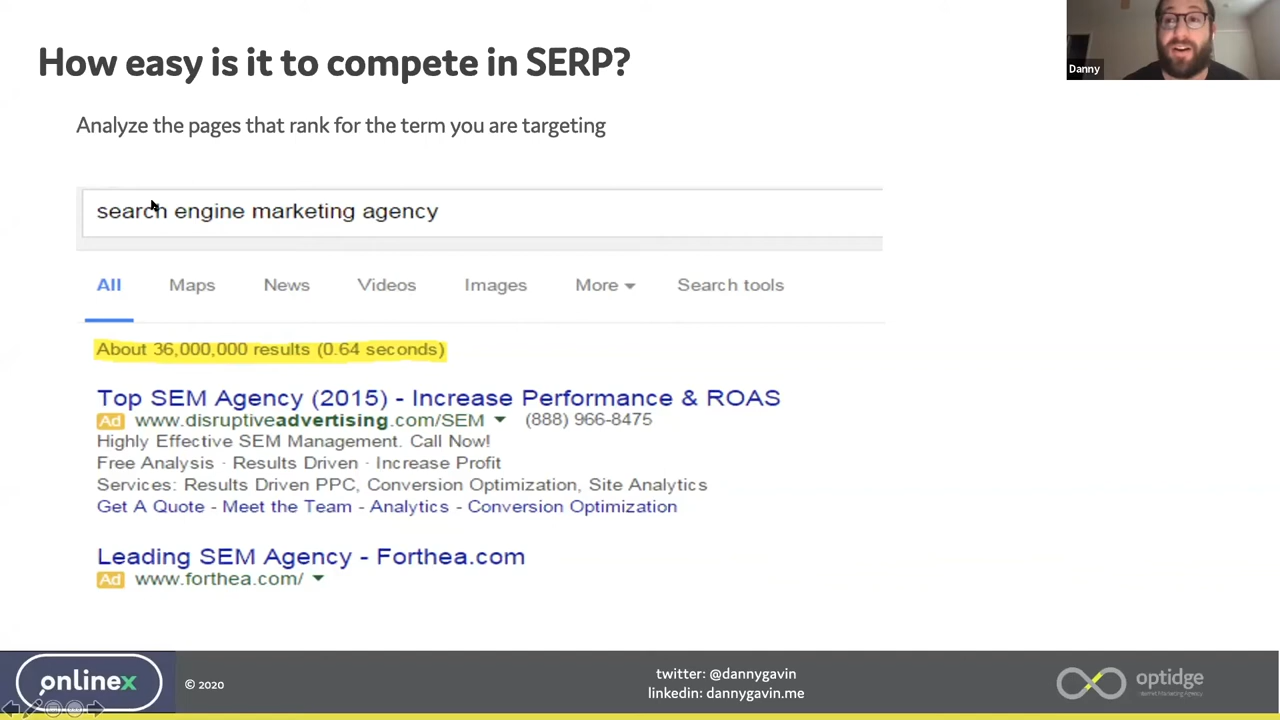 How easy is it to compete in SERP?
Danny
Analyze the pages that rank for the term you are targeting
search engine marketing agency
All Maps News Videos Images More Search tools
About 36,000,000 results (0.64 seconds)
Top SEM Agency (2015) - Increase Performance & ROAS
Ad www.disruptiveadvertising.com/SEM (888) 966-8475
Highly Effective SEM Management. Call Now!
Free Analysis · Results Driven · Increase Profit
Services: Results Driven PPC, Conversion Optimization, Site Analytics
Get A Quote - Meet the Team - Analytics - Conversion Optimization
Leading SEM Agency - Forthea.com
Ad www.forthea.com/
onlinex
© 2020
twitter: @dannygavin
linkedin: dannygavin.me
optidge
Internet Marketing Agency